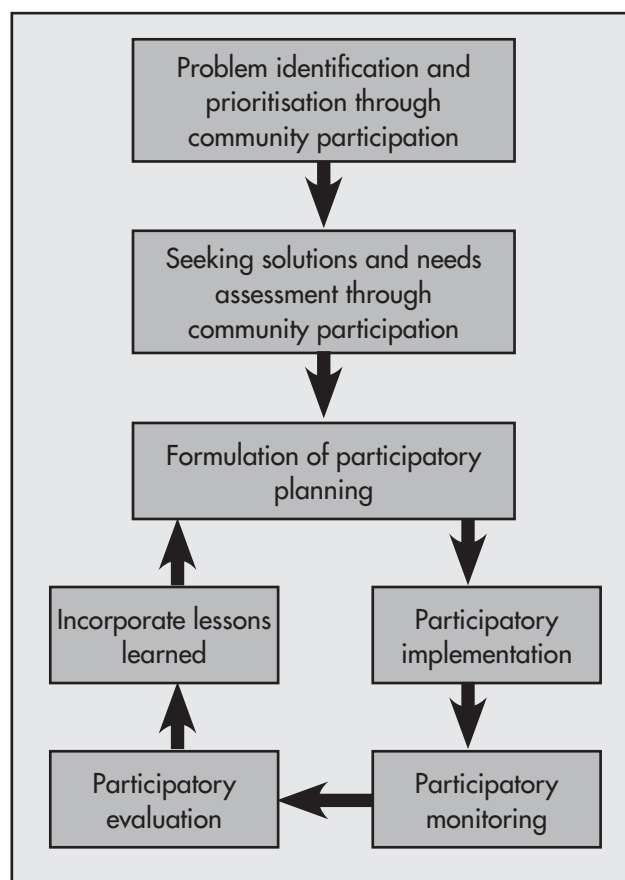 Problem identification and
prioritisation through
community participation
Seeking solutions and needs
assessment through
community participation
Formulation of participatory
planning
Incorporate lessons
learned
Participatory
implementation
Participatory
evaluation
Participatory
monitoring